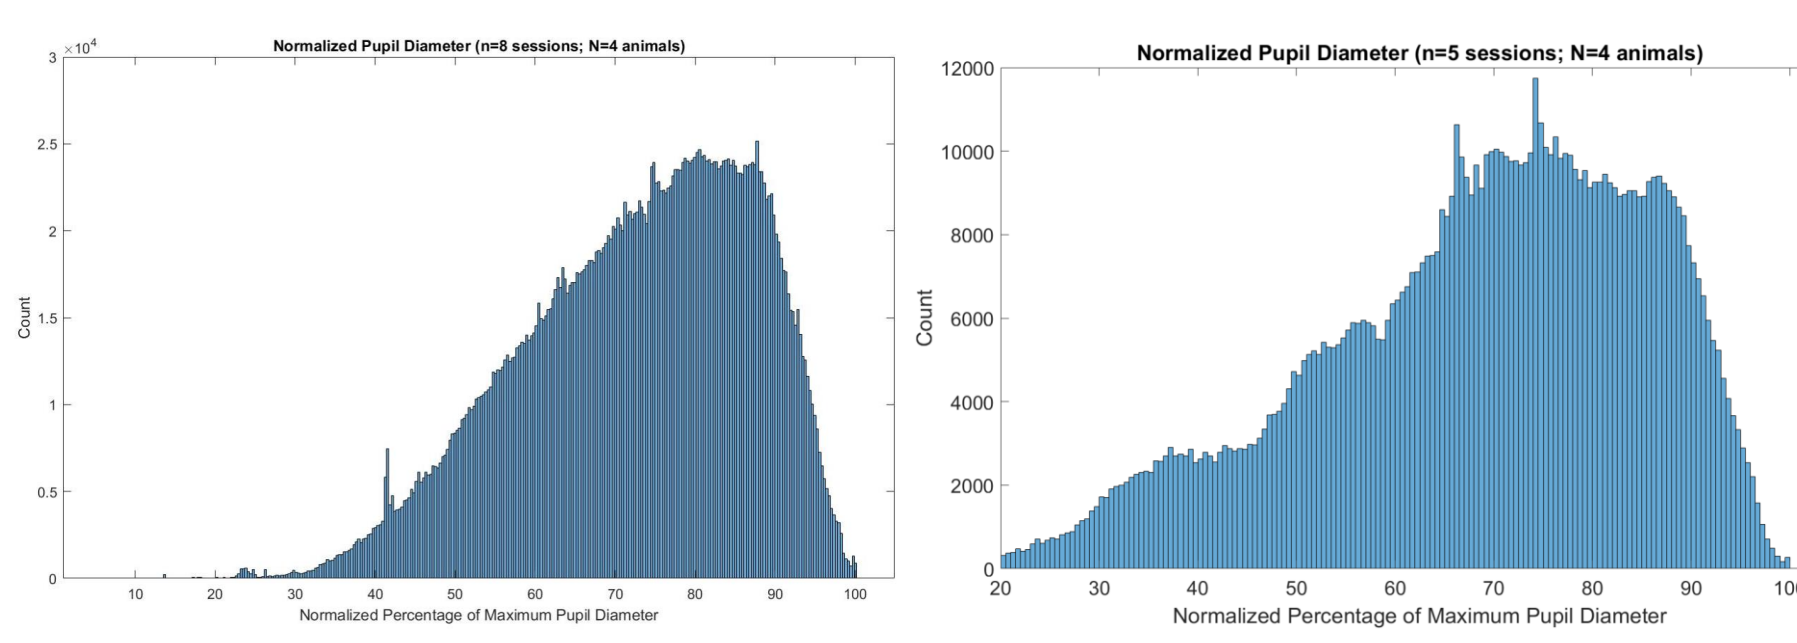 Normalized Pupil Diameter (n=8 sessions; N=4 animals)
×10⁴
3
2.5
2
1.5
1
0.5
0
Count
10 20 30 40 50 60 70 80 90 100
Normalized Percentage of Maximum Pupil Diameter
Normalized Pupil Diameter (n=5 sessions; N=4 animals)
12000
10000
8000
6000
4000
2000
0
Count
20 30 40 50 60 70 80 90 10
Normalized Percentage of Maximum Pupil Diameter